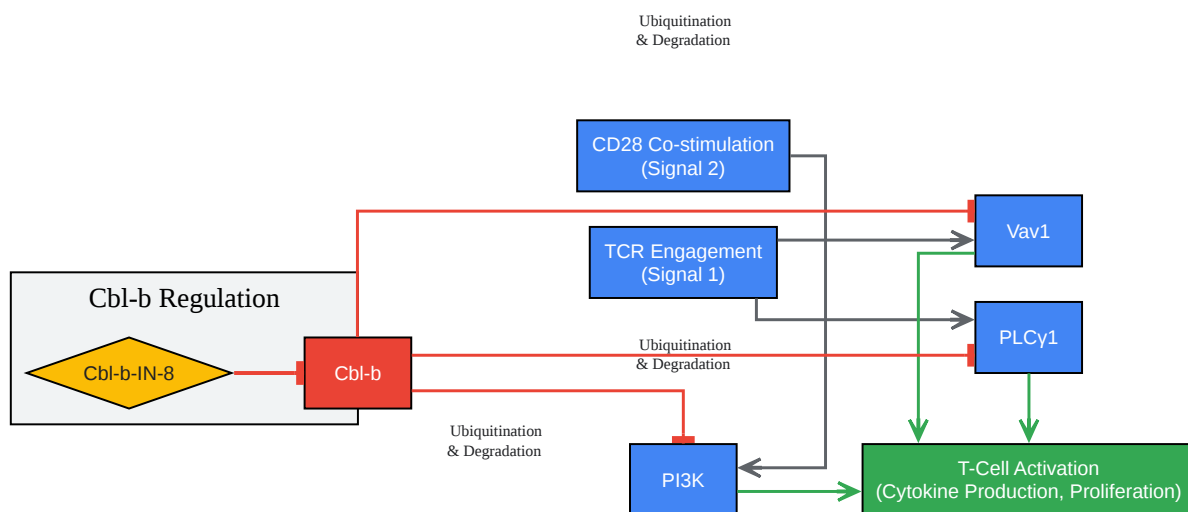 Ubiquitination
& Degradation
CD28 Co-stimulation
(Signal 2)
Vav1
TCR Engagement
(Signal 1)
Cbl-b Regulation
PLCγ1
Ubiquitination
& Degradation
Cbl-b-IN-8
Cbl-b
Ubiquitination
& Degradation
PI3K
T-Cell Activation
(Cytokine Production, Proliferation)